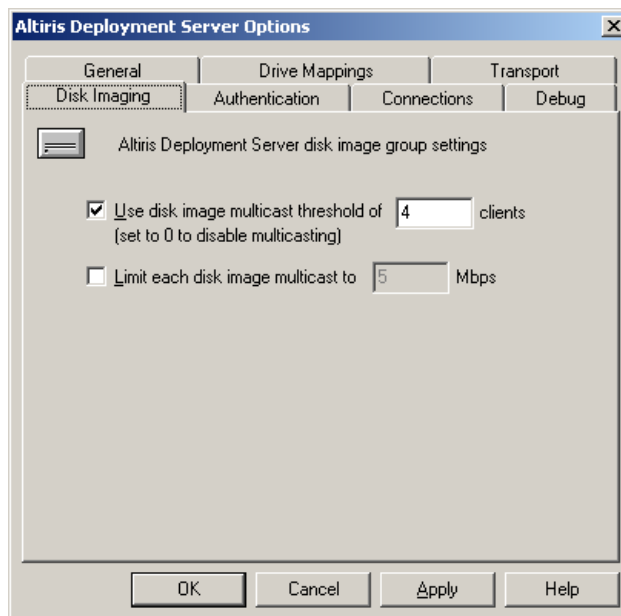 Altiris Deployment Server Options
General Drive Mappings Transport
Disk Imaging Authentication Connections Debug
Altiris Deployment Server disk image group settings
Use disk image multicast threshold of 4 clients
(set to 0 to disable multicasting)
Limit each disk image multicast to 5 Mbps
OK Cancel Apply Help